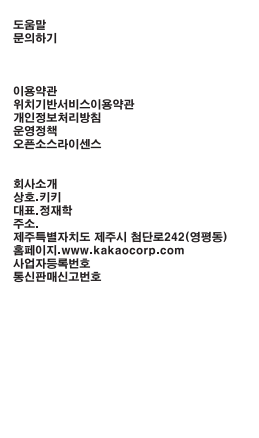 도움말
문의하기
이용약관
위치기반서비스이용약관
개인정보처리방침
운영정책
오픈소스라이센스
회사소개
상호.키키
대표.정재학
주소.
제주특별자치도 제주시 첨단로242(영평동)
홈페이지.www.kakaocorp.com
사업자등록번호
통신판매신고번호